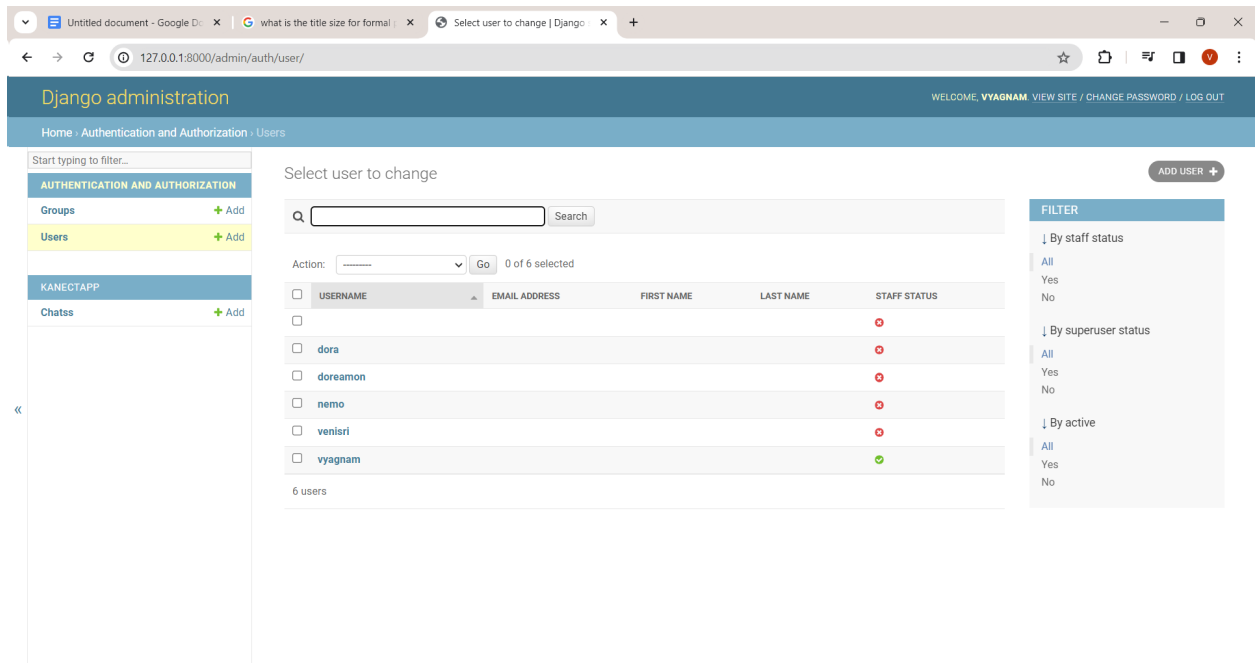 Untitled document - Google Do
what is the title size for formal p
Select user to change | Django
127.0.0.1:8000/admin/auth/user/
V
Django administration
WELCOME, VYAGNAM. VIEW SITE / CHANGE PASSWORD / LOG OUT
Home › Authentication and Authorization › Users
Start typing to filter...
AUTHENTICATION AND AUTHORIZATION
Groups + Add
Users + Add
KANECTAPP
Chatss + Add
«
Select user to change
ADD USER +
Search
Action: --------- Go 0 of 6 selected
USERNAME EMAIL ADDRESS FIRST NAME LAST NAME STAFF STATUS
dora
doreamon
nemo
venisri
vyagnam
6 users
FILTER
↓ By staff status
All
Yes
No
↓ By superuser status
All
Yes
No
↓ By active
All
Yes
No